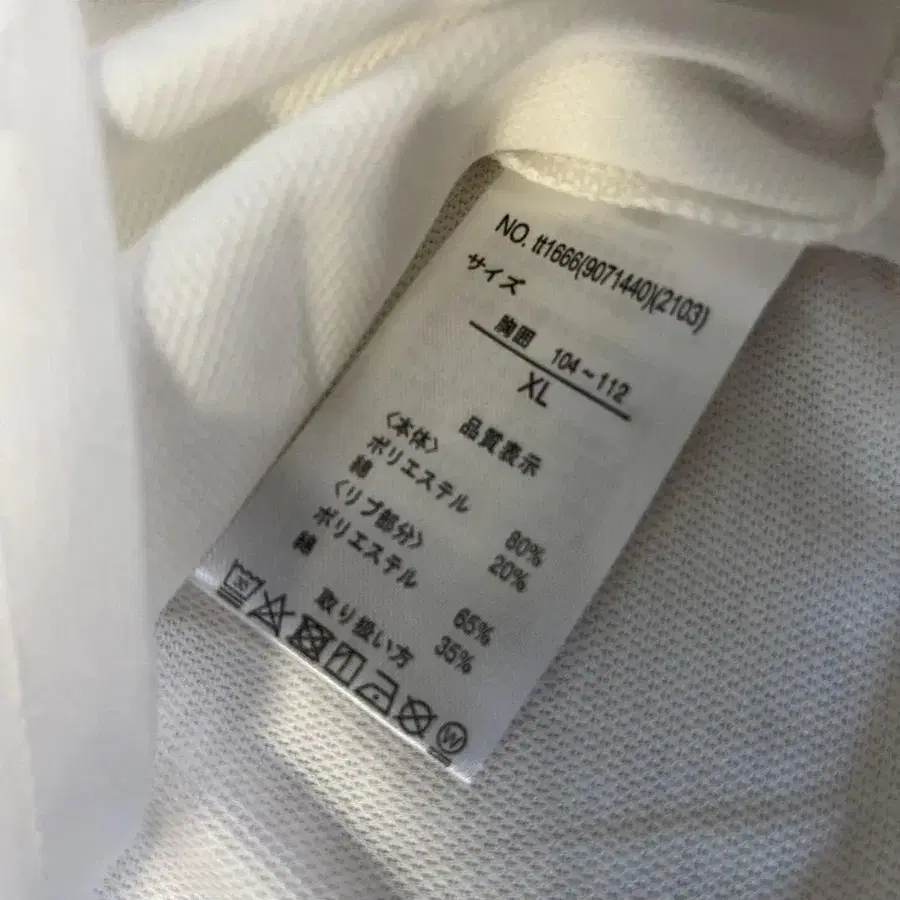 NO. tt1666(9071440)(2103)
サイズ
胸囲 104~112
XL
品質表示
〈本体〉
ポリエステル 80%
綿 20%
〈リブ部分〉
ポリエステル 65%
綿 35%
取り扱い方
W